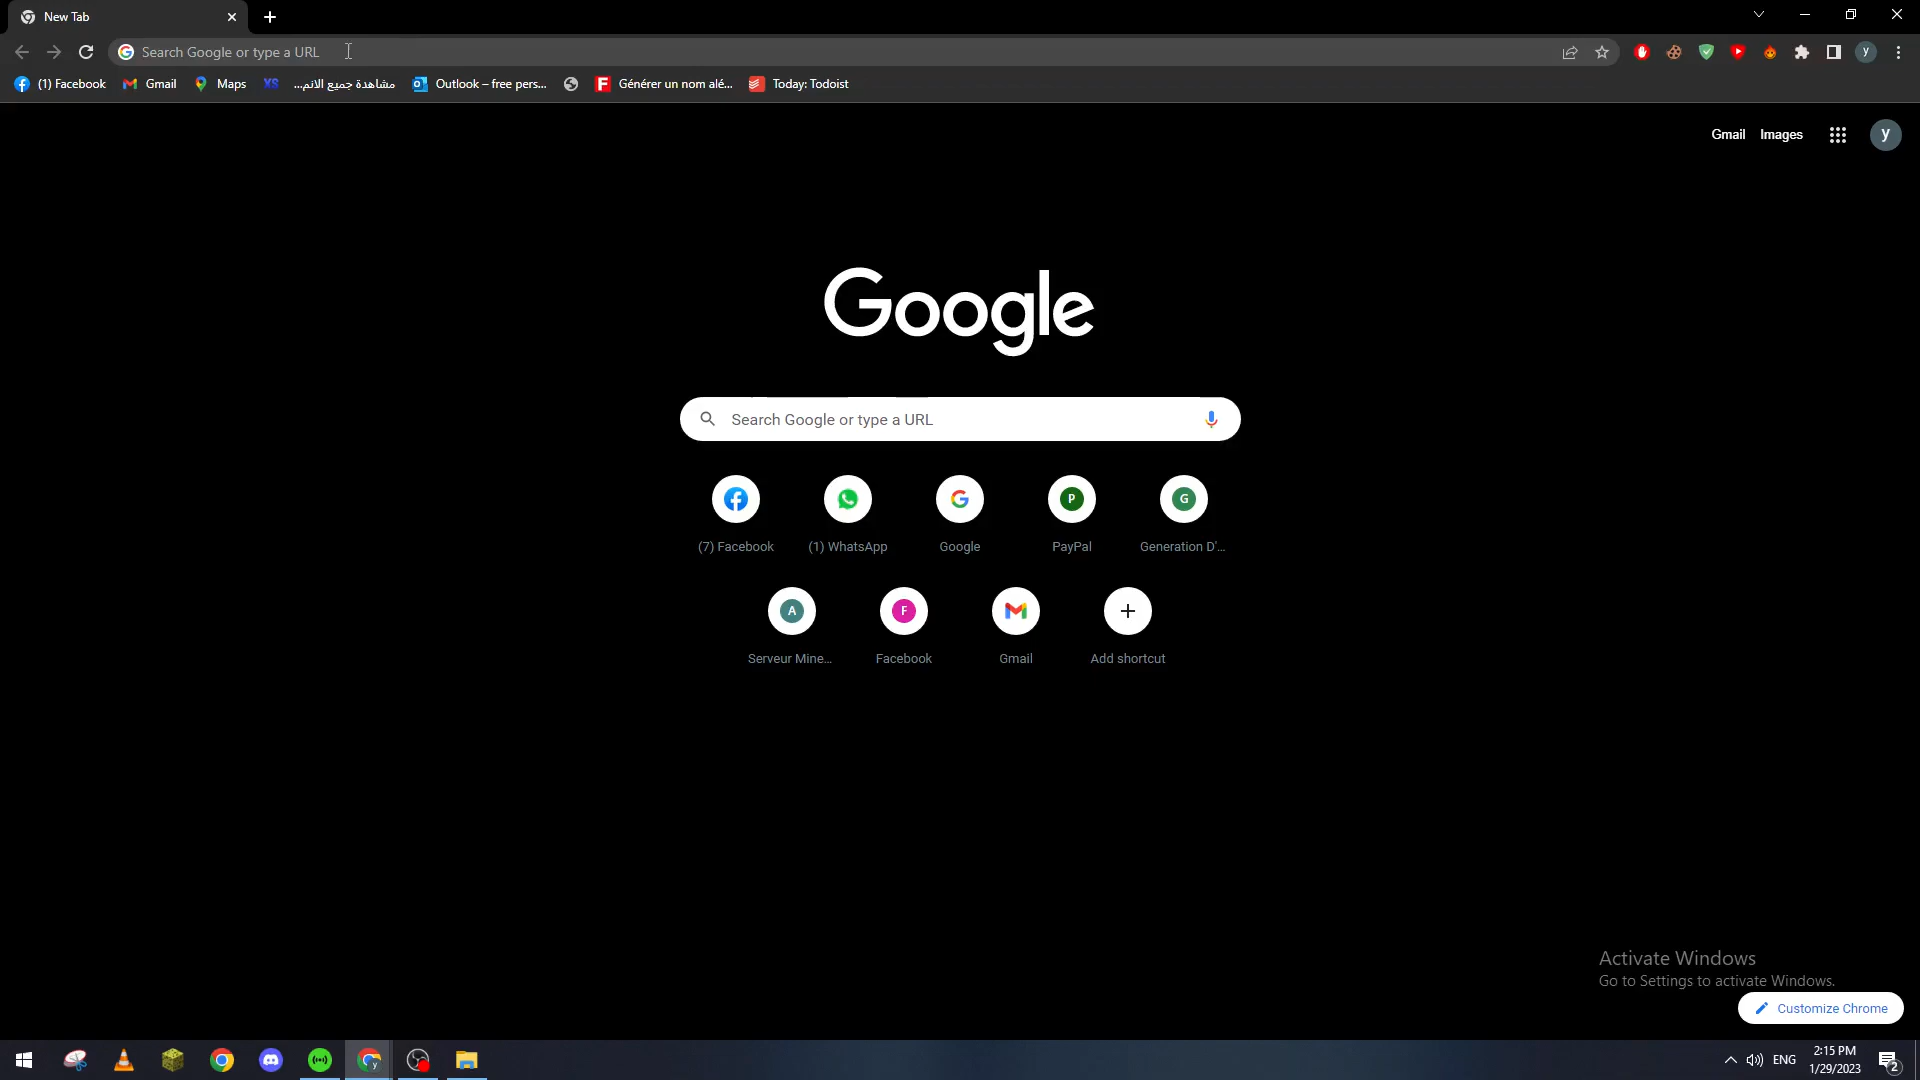 New Tab
Search Google or type a URL
(1) Facebook
Gmail
Maps
XS
مشاهدة جميع الانم...
Outlook – free pers...
Générer un nom alé...
Today: Todoist
y
Gmail
Images
y
Google
Search Google or type a URL
(7) Facebook
(1) WhatsApp
Google
P
PayPal
G
Generation D'...
A
Serveur Mine...
F
Facebook
Gmail
Add shortcut
Activate Windows
Go to Settings to activate Windows.
Customize Chrome
y
ENG
2:15 PM
1/29/2023
2